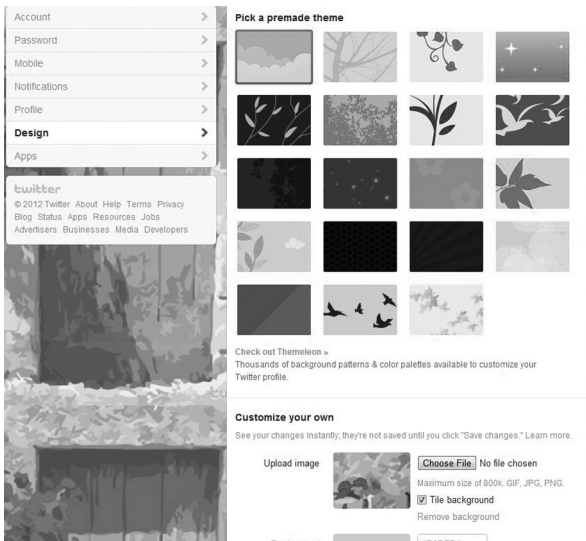 Account
Password
Mobile
Notifications
Profile
Design
Apps
twitter
© 2012 Twitter About Help Terms Privacy
Blog Status Apps Resources Jobs
Advertisers Businesses Media Developers
Pick a premade theme
Check out Themeleon »
Thousands of background patterns & color palettes available to customize your
Twitter profile.
Customize your own
See your changes instantly; they're not saved until you click "Save changes." Learn more.
Upload image
Choose File No file chosen
Maximum size of 800k. GIF, JPG, PNG.
Tile background
Remove background